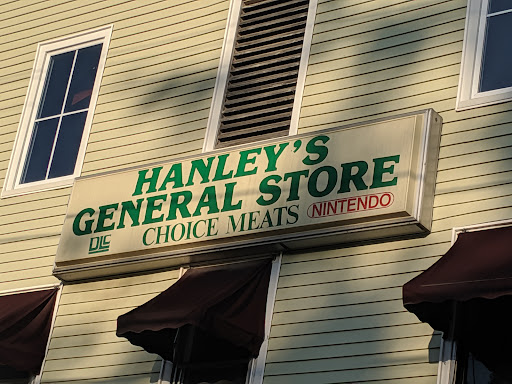 HANLEY'S
GENERAL STORE
DLC CHOICE MEATS NINTENDO